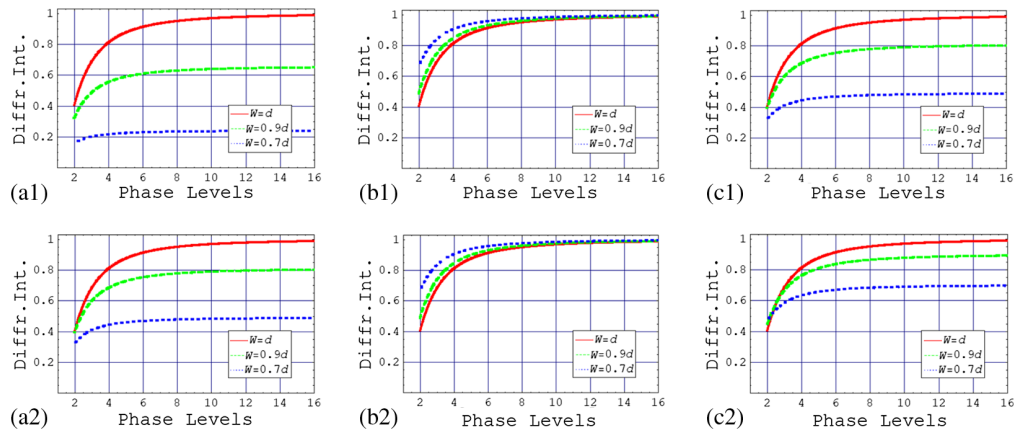 Diffr.Int.
1
0.8
0.6
0.4
0.2
W=d
W=0.9d
W=0.7d
2 4 6 8 10 12 14 16
(a1) Phase Levels
Diffr.Int.
1
0.8
0.6
0.4
0.2
W=d
W=0.9d
W=0.7d
2 4 6 8 10 12 14 16
(b1) Phase Levels
Diffr.Int.
1
0.8
0.6
0.4
0.2
W=d
W=0.9d
W=0.7d
2 4 6 8 10 12 14 16
(c1) Phase Levels
Diffr.Int.
1
0.8
0.6
0.4
0.2
W=d
W=0.9d
W=0.7d
2 4 6 8 10 12 14 16
(a2) Phase Levels
Diffr.Int.
1
0.8
0.6
0.4
0.2
W=d
W=0.9d
W=0.7d
2 4 6 8 10 12 14 16
(b2) Phase Levels
Diffr.Int.
1
0.8
0.6
0.4
0.2
W=d
W=0.9d
W=0.7d
2 4 6 8 10 12 14 16
(c2) Phase Levels